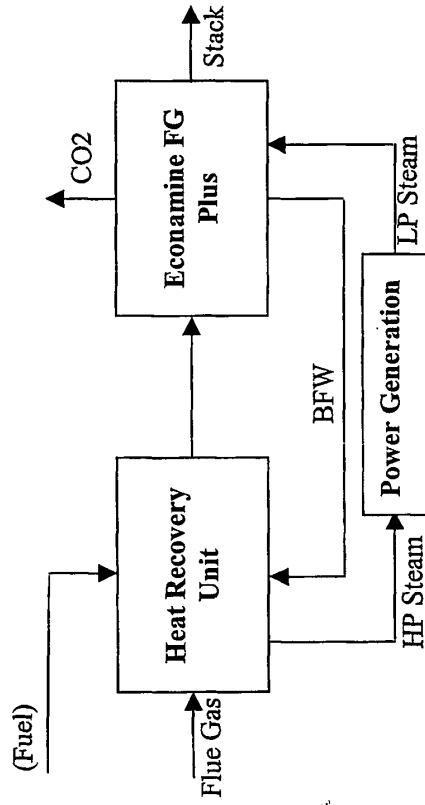 (Fuel)
Flue Gas
Heat Recovery
Unit
HP Steam
BFW
Power Generation
LP Steam
CO2
Econamine FG
Plus
Stack